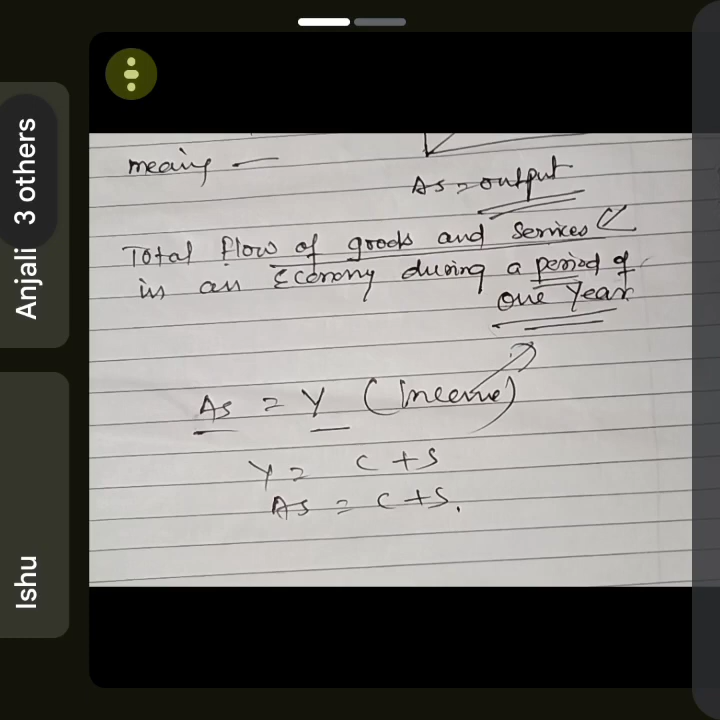 meaing —
As = output
Total flow of goods and services
in an Economy during a period of
one Year
As = Y (Income)
Y = C + S
As = C + S.
Anjali 3 others
Ishu